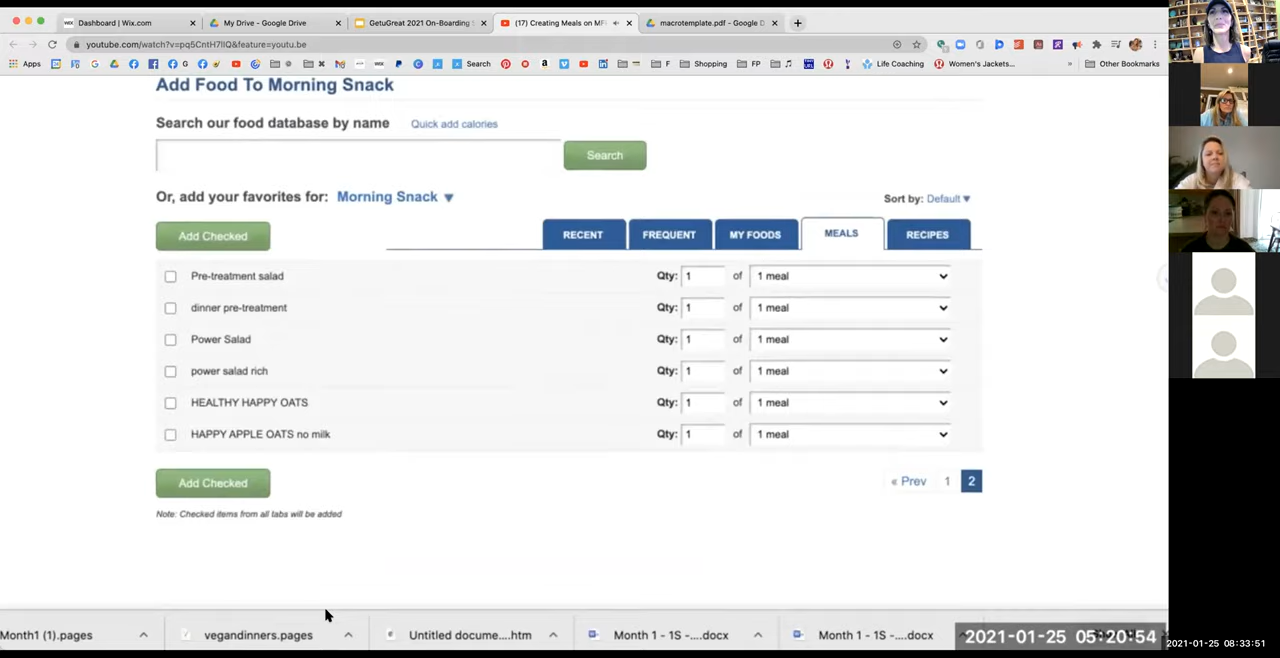 Dashboard | Wix.com
My Drive - Google Drive
GetuGreat 2021 On-Boarding
(17) Creating Meals on MF
macrotemplate.pdf - Google D
youtube.com/watch?v=pq5CntH7lIQ&feature=youtu.be
Apps
Search
Shopping
FP
Life Coaching
Women's Jackets...
Other Bookmarks
Add Food To Morning Snack
Search our food database by name Quick add calories
Search
Or, add your favorites for: Morning Snack
Sort by: Default
Add Checked
RECENT FREQUENT MY FOODS MEALS RECIPES
Pre-treatment salad Qty: 1 of 1 meal
dinner pre-treatment Qty: 1 of 1 meal
Power Salad Qty: 1 of 1 meal
power salad rich Qty: 1 of 1 meal
HEALTHY HAPPY OATS Qty: 1 of 1 meal
HAPPY APPLE OATS no milk Qty: 1 of 1 meal
Add Checked
« Prev 1 2
Note: Checked items from all tabs will be added
Month1 (1).pages
vegandinners.pages
Untitled docume....htm
Month 1 - 1S -....docx
Month 1 - 1S -....docx
2021-01-25 05:20:54
2021-01-25 08:33:51